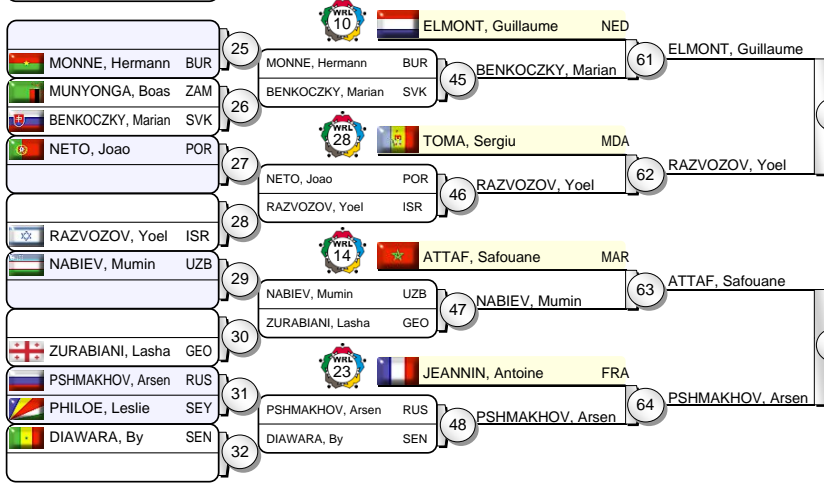 WRL 10 ELMONT, Guillaume NED
25 61 ELMONT, Guillaume
MONNE, Hermann BUR MONNE, Hermann BUR
45 BENKOCZKY, Marian
MUNYONGA, Boas ZAM BENKOCZKY, Marian SVK
26
BENKOCZKY, Marian SVK
WRL 28 TOMA, Sergiu MDA
NETO, Joao POR
27 62 RAZVOZOV, Yoel
NETO, Joao POR
46 RAZVOZOV, Yoel
RAZVOZOV, Yoel ISR
28
RAZVOZOV, Yoel ISR
WRL 14 ATTAF, Safouane MAR
NABIEV, Mumin UZB
29 63 ATTAF, Safouane
NABIEV, Mumin UZB
47 NABIEV, Mumin
ZURABIANI, Lasha GEO
30
ZURABIANI, Lasha GEO
WRL 23 JEANNIN, Antoine FRA
PSHMAKHOV, Arsen RUS
31 64 PSHMAKHOV, Arsen
PHILOE, Leslie SEY PSHMAKHOV, Arsen RUS
48 PSHMAKHOV, Arsen
DIAWARA, By SEN DIAWARA, By SEN
32